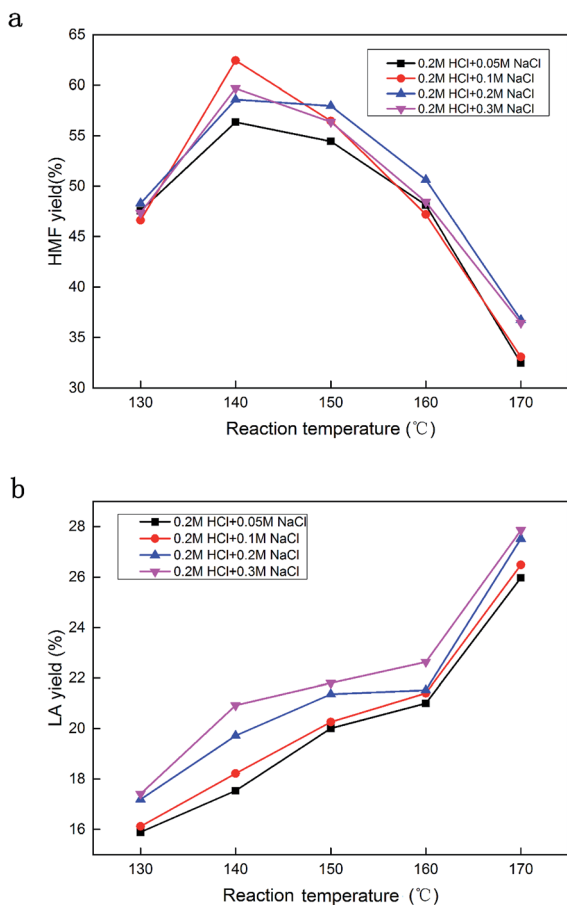 a
65
60
55
50
45
40
35
30
HMF yield(%)
0.2M HCl+0.05M NaCl
0.2M HCl+0.1M NaCl
0.2M HCl+0.2M NaCl
0.2M HCl+0.3M NaCl
130 140 150 160 170
Reaction temperature (℃)
b
28
26
24
22
20
18
16
LA yield (%)
0.2M HCl+0.05M NaCl
0.2M HCl+0.1M NaCl
0.2M HCl+0.2M NaCl
0.2M HCl+0.3M NaCl
130 140 150 160 170
Reaction temperature (℃)